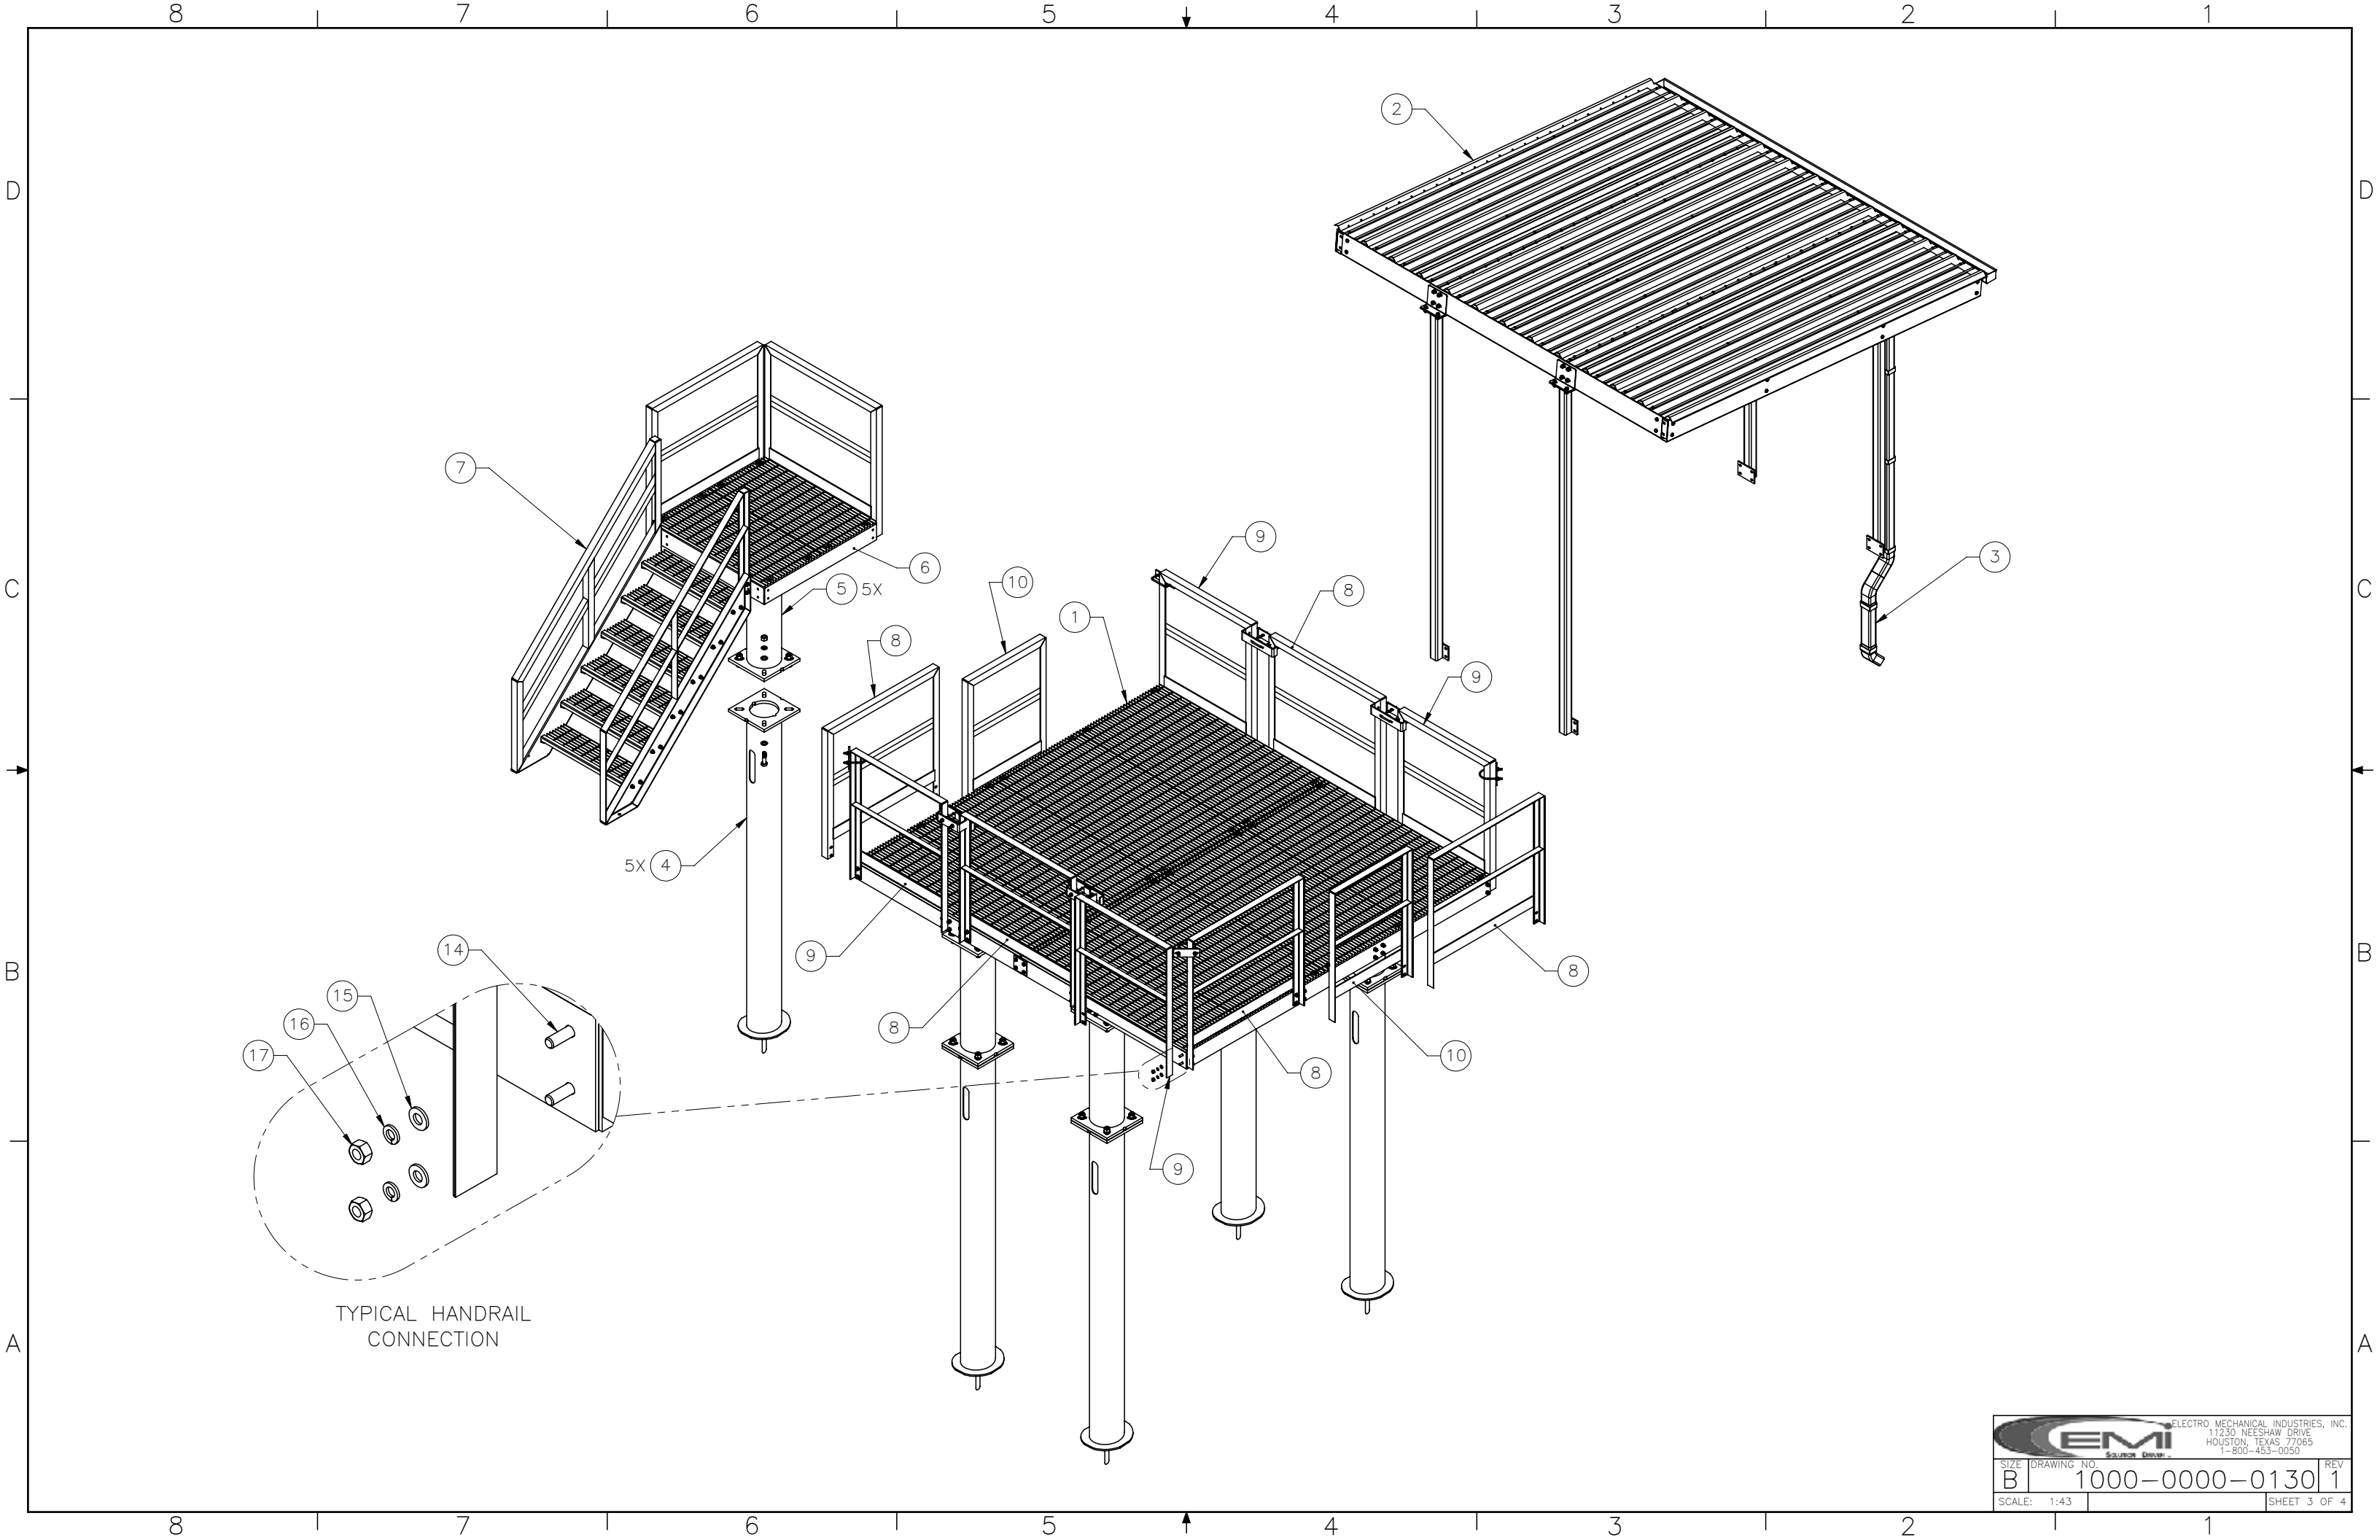 8 7 6 5 4 3 2 1
D D
C C
B B
A A
2
7
9
6
10
3
8
5 5X
1
8
9
5X 4
14
9
8
15
16
8
17
10
8
9
TYPICAL HANDRAIL
CONNECTION
EMI
SOLUTION DRIVEN
ELECTRO MECHANICAL INDUSTRIES, INC.
11230 NEESHAW DRIVE
HOUSTON, TEXAS 77065
1-800-453-0050
SIZE DRAWING NO. REV
B 1000-0000-0130 1
SCALE: 1:43 SHEET 3 OF 4
8 7 6 5 4 3 2 1